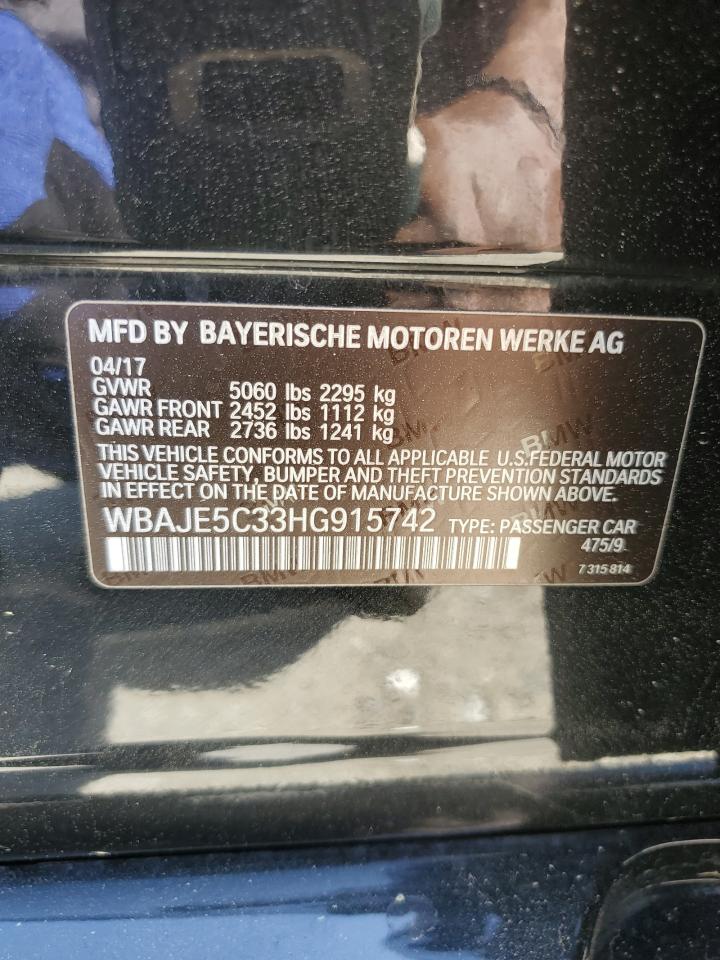 MFD BY BAYERISCHE MOTOREN WERKE AG
04/17
GVWR 5060 lbs 2295 kg
GAWR FRONT 2452 lbs 1112 kg
GAWR REAR 2736 lbs 1241 kg
THIS VEHICLE CONFORMS TO ALL APPLICABLE U.S.FEDERAL MOTOR
VEHICLE SAFETY, BUMPER AND THEFT PREVENTION STANDARDS
IN EFFECT ON THE DATE OF MANUFACTURE SHOWN ABOVE.
WBAJE5C33HG915742 TYPE: PASSENGER CAR
475/9
7 315 814